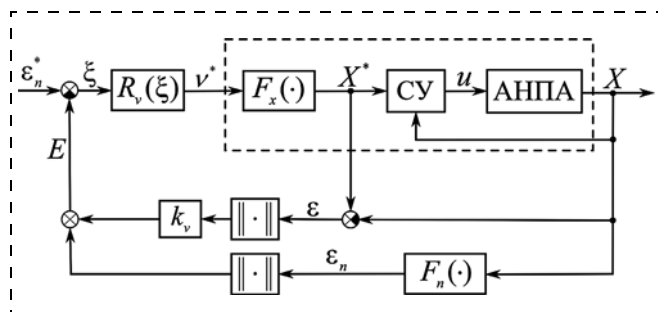 ε*ₙ ξ Rᵥ(ξ) ν* Fₓ(·) X* СУ u АНПА X
E
kᵥ ‖·‖ ε
‖·‖ εₙ Fₙ(·)